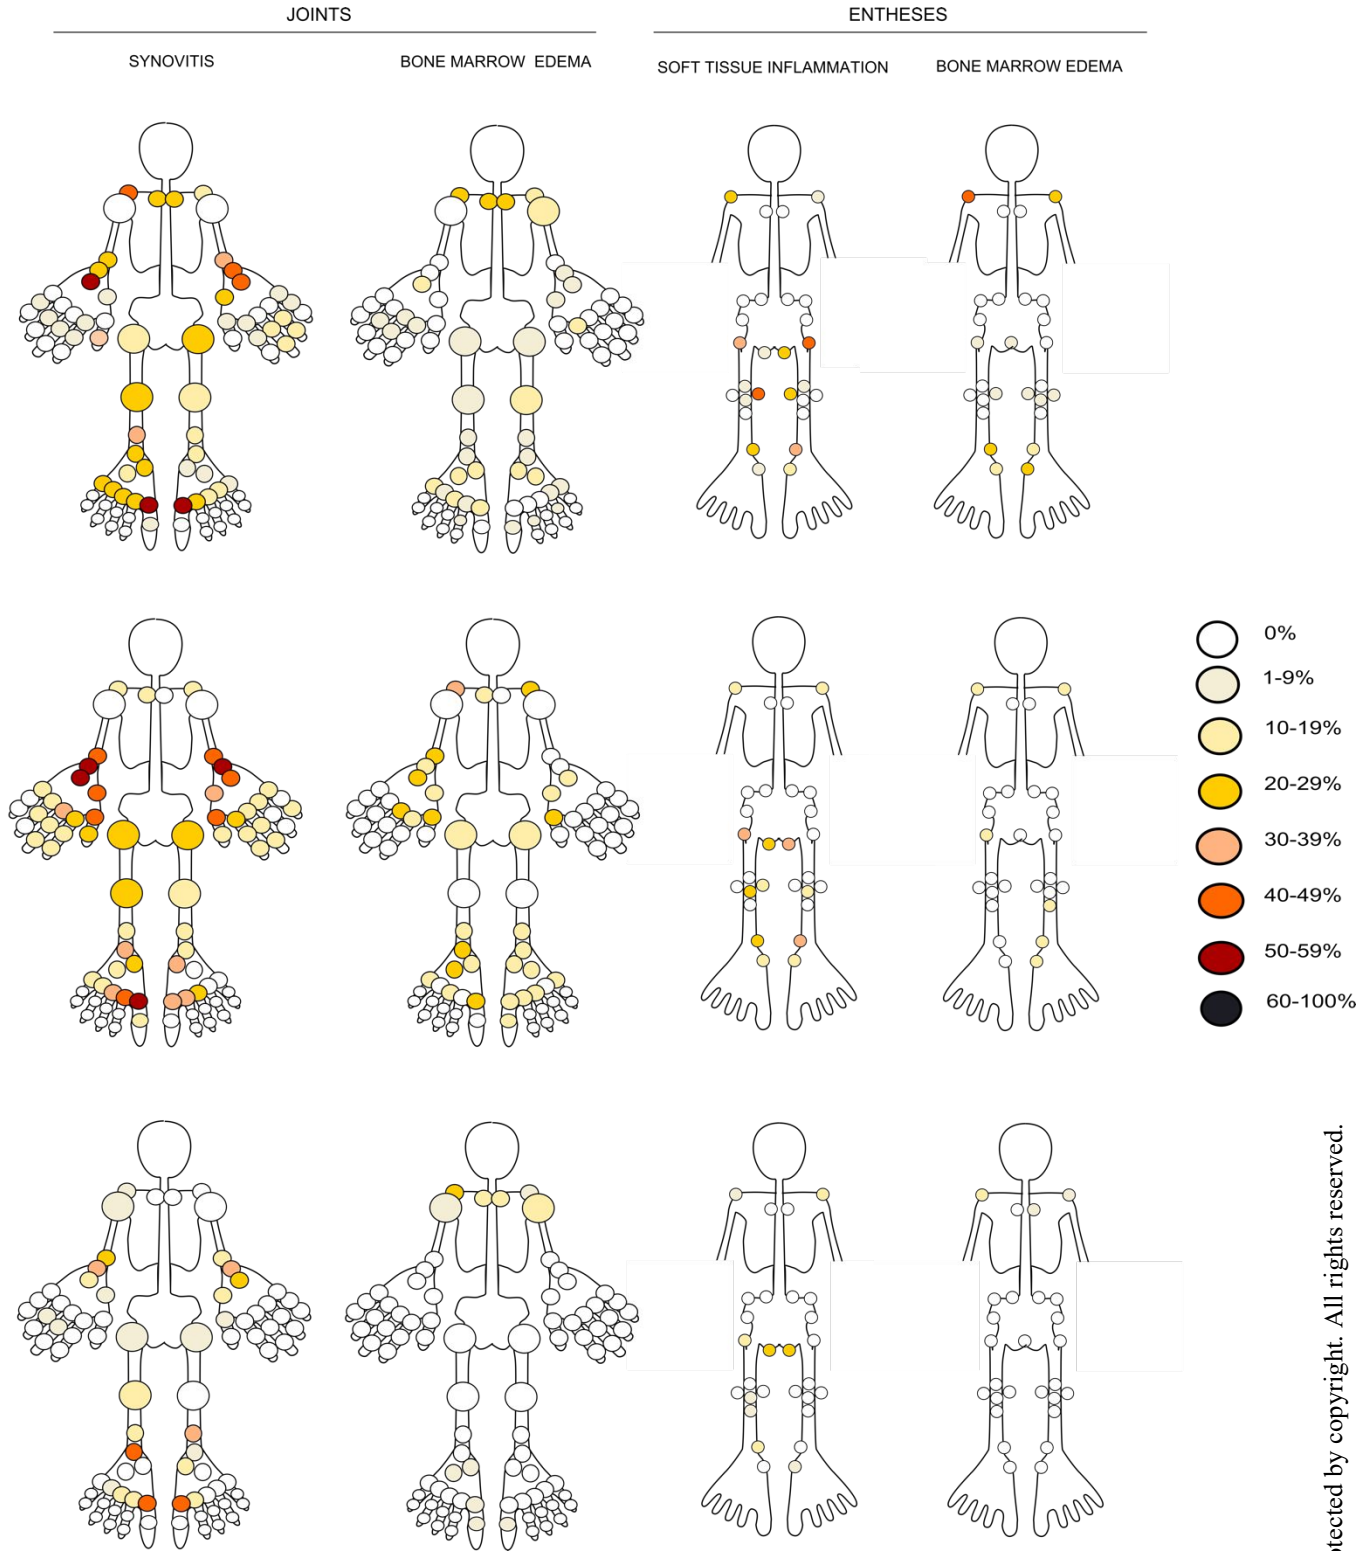 JOINTS
ENTHESES
SYNOVITIS
BONE MARROW EDEMA
SOFT TISSUE INFLAMMATION
BONE MARROW EDEMA
0%
1-9%
10-19%
20-29%
30-39%
40-49%
50-59%
60-100%
by copyright. All rights reserved.